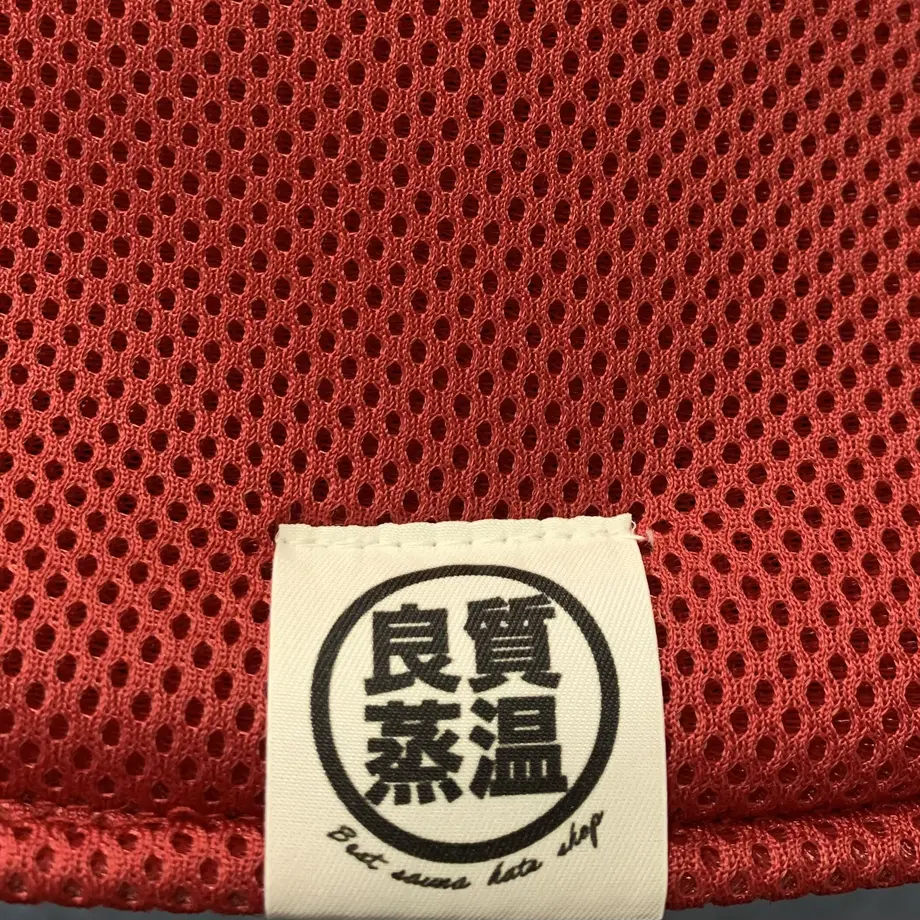 良質
蒸温
Best sauna hats shop